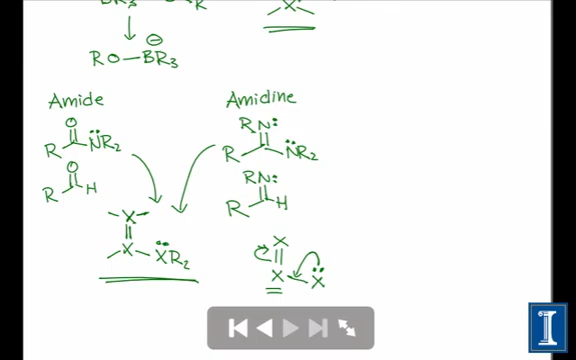 RO—BR3
⊖
Amide
O
R NR2
O
R H
Amidine
RN:
R NR2
RN:
R H
X
X XR2
X
X X
I